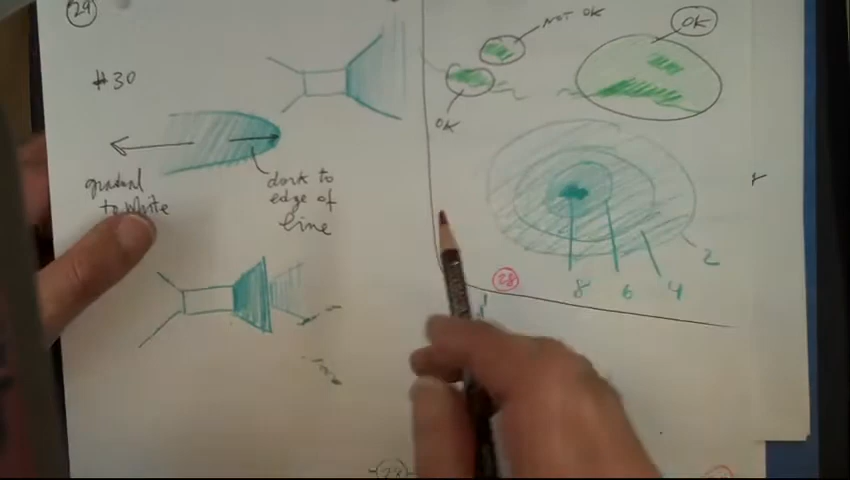 29
#30
gradual
to white
dark to
edge of
line
NOT OK
OK
OK
8 6 4 2
28